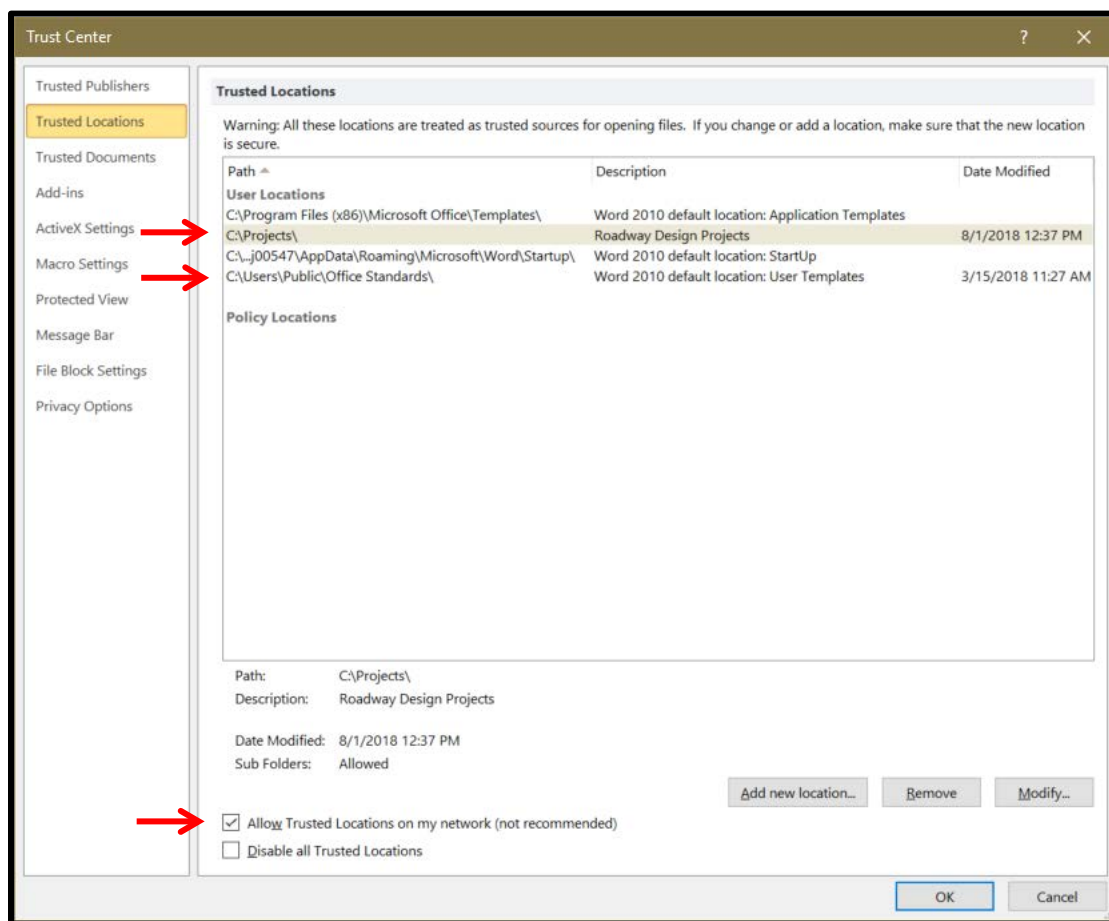 Trust Center ? ×
Trusted Publishers
Trusted Locations
Trusted Documents
Add-ins
ActiveX Settings
Macro Settings
Protected View
Message Bar
File Block Settings
Privacy Options
Trusted Locations
Warning: All these locations are treated as trusted sources for opening files. If you change or add a location, make sure that the new location
is secure.
Path Description Date Modified
User Locations
C:\Program Files (x86)\Microsoft Office\Templates\ Word 2010 default location: Application Templates
C:\Projects\ Roadway Design Projects 8/1/2018 12:37 PM
C:\...j00547\AppData\Roaming\Microsoft\Word\Startup\ Word 2010 default location: StartUp
C:\Users\Public\Office Standards\ Word 2010 default location: User Templates 3/15/2018 11:27 AM
Policy Locations
Path: C:\Projects\
Description: Roadway Design Projects
Date Modified: 8/1/2018 12:37 PM
Sub Folders: Allowed
Add new location... Remove Modify...
Allow Trusted Locations on my network (not recommended)
Disable all Trusted Locations
OK Cancel